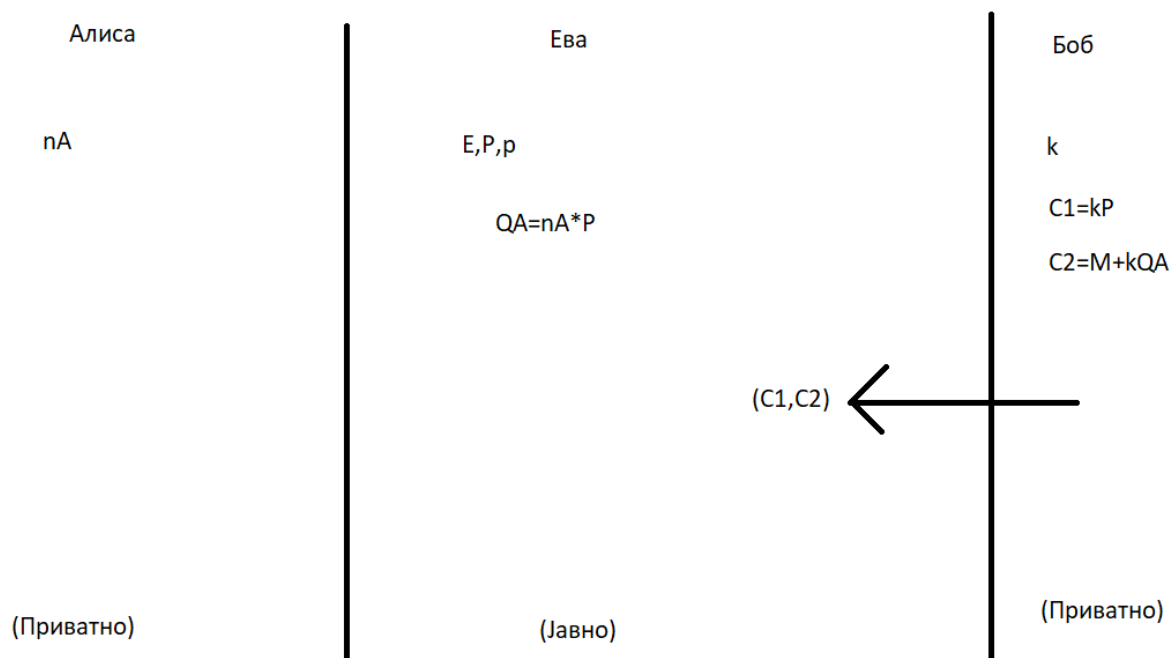 Алиса
Ева
Боб
nA
E,P,p
k
QA=nA*P
C1=kP
C2=M+kQA
(C1,C2)
(Приватно)
(Јавно)
(Приватно)